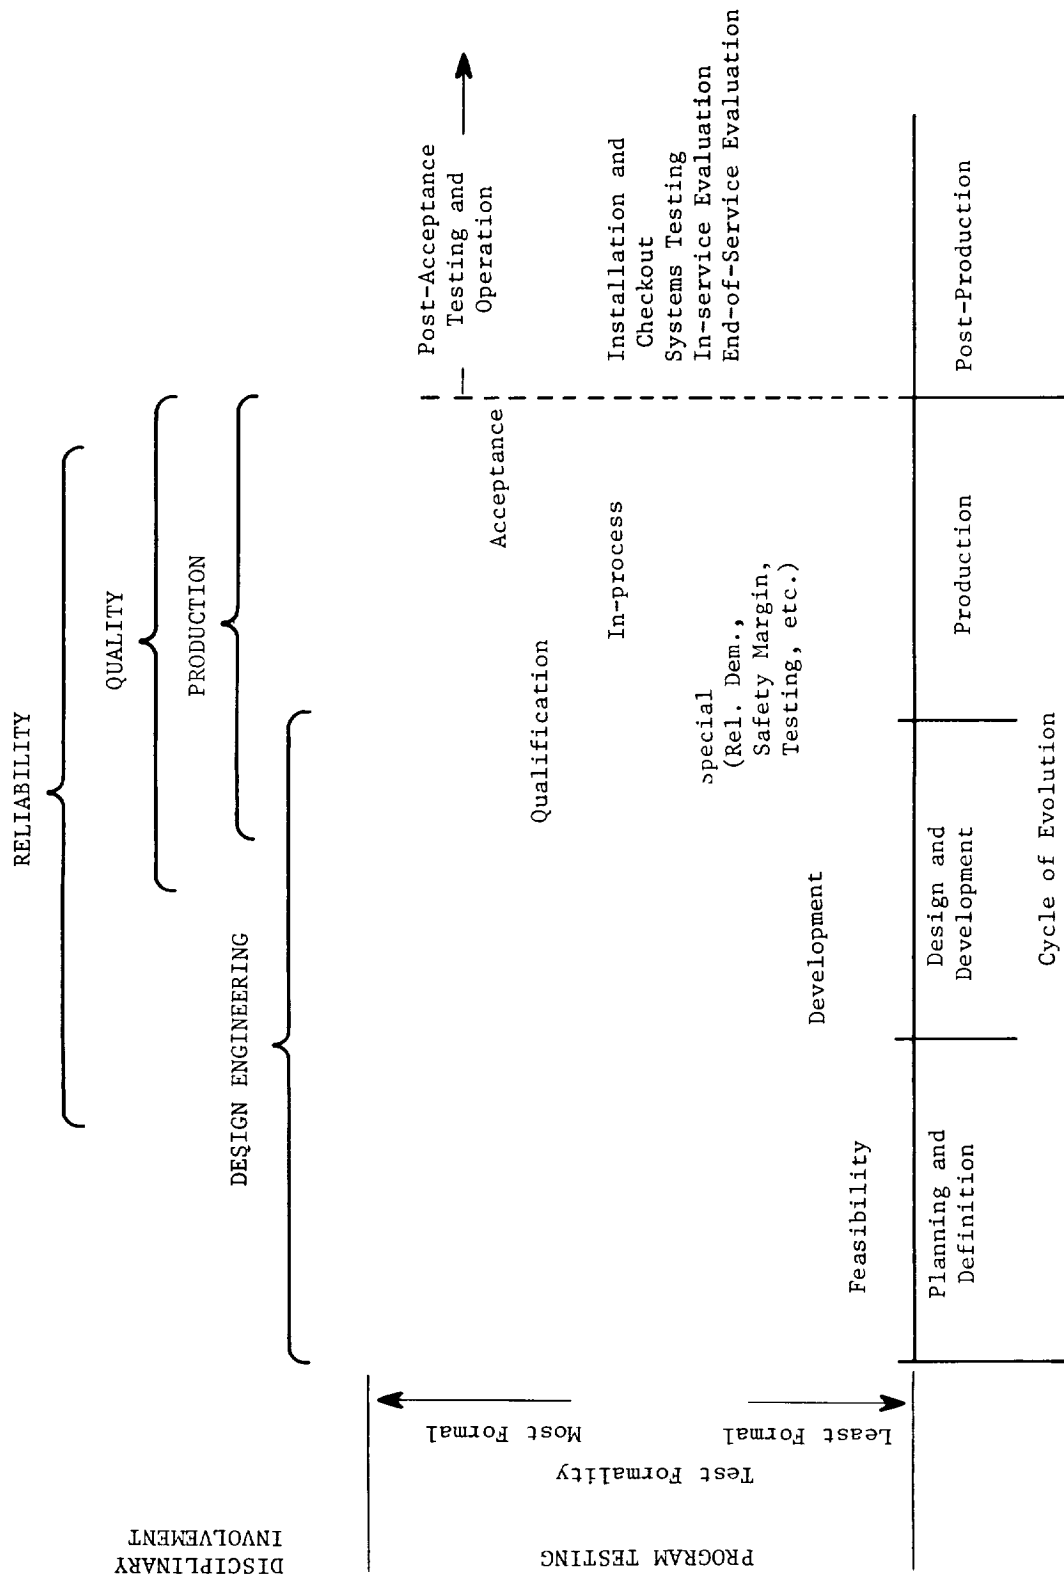 RELIABILITY
QUALITY
PRODUCTION
DESIGN ENGINEERING
DISCIPLINARY
INVOLVEMENT
PROGRAM TESTING
Test Formality
Most Formal
Least Formal
Post-Acceptance
Testing and
Operation
Acceptance
Qualification
In-process
Installation and
Checkout
Systems Testing
In-service Evaluation
End-of-Service Evaluation
Special
(Rel. Dem.,
Safety Margin,
Testing, etc.)
Development
Feasibility
Planning and
Definition
Design and
Development
Production
Post-Production
Cycle of Evolution